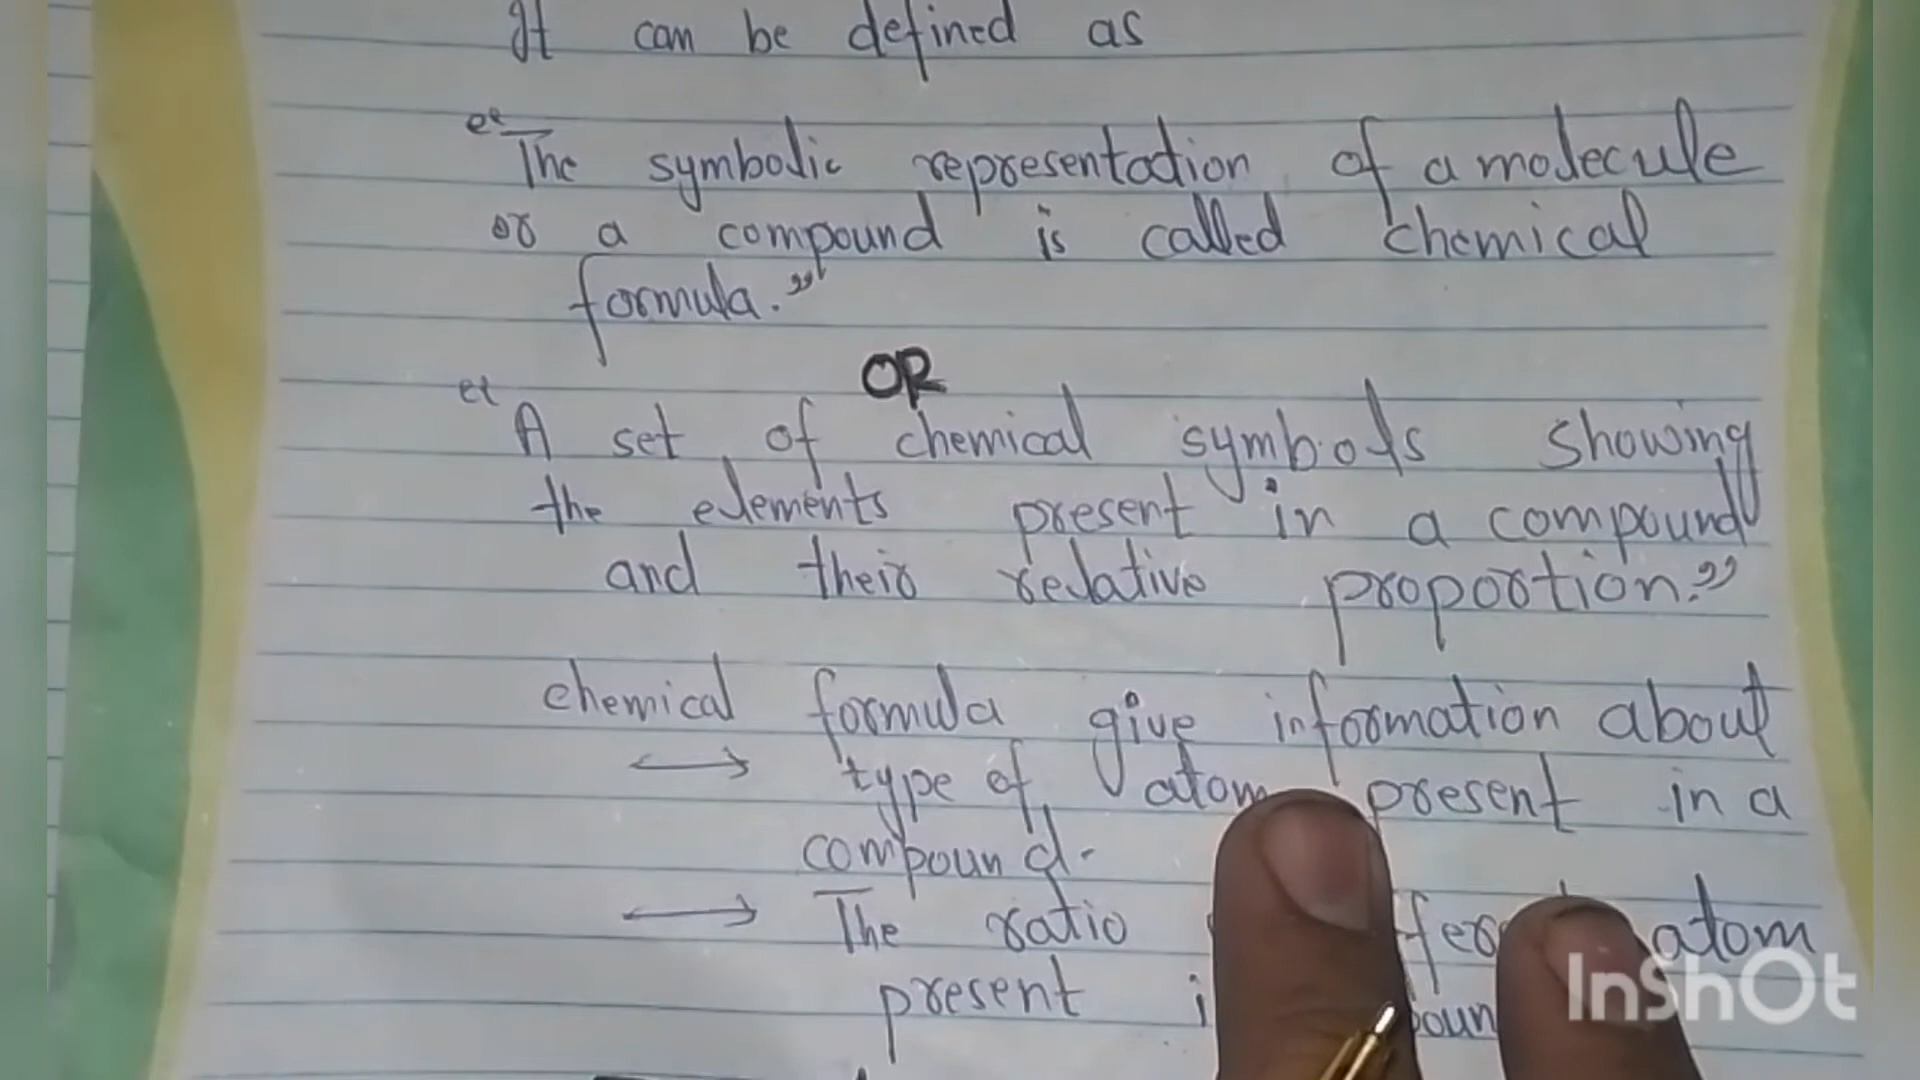 It can be defined as
“The symbolic representation of a molecule
or a compound is called chemical
formula.”
OR
“A set of chemical symbols showing
the elements present in a compound
and their relative proportion.”
chemical formula give information about
↔ type of atom present in a
compound.
→ The ratio atom
present
InShOt